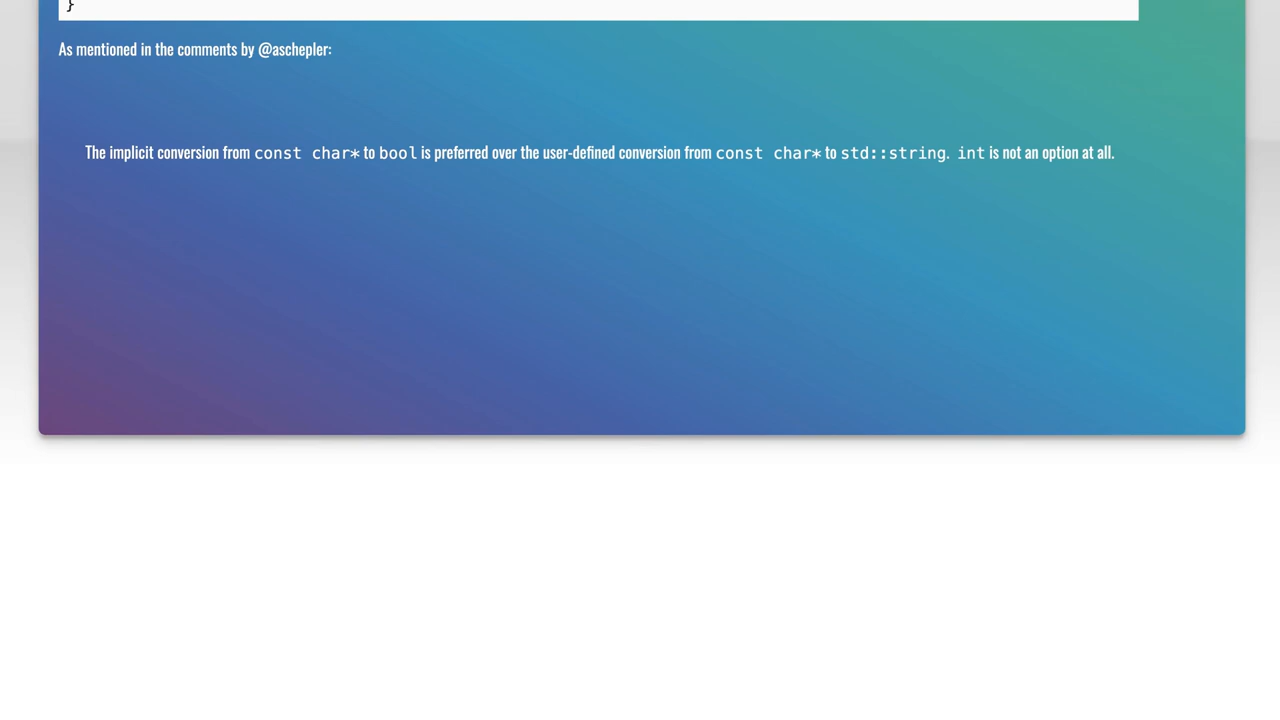 }
As mentioned in the comments by @aschepler:
The implicit conversion from const char* to bool is preferred over the user-defined conversion from const char* to std::string. int is not an option at all.